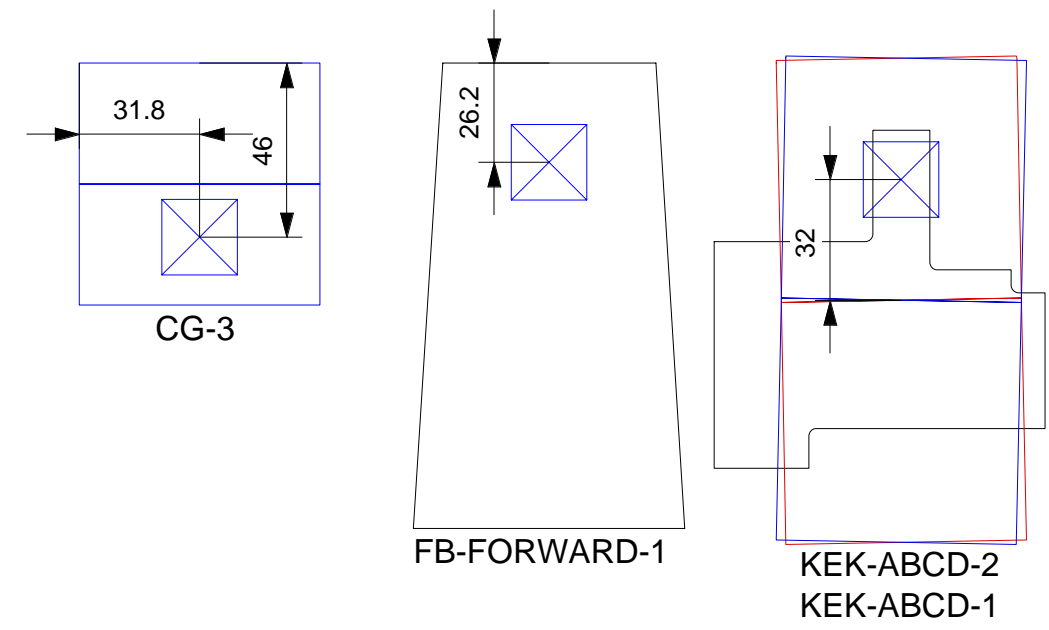 31.8
46
CG-3
26.2
FB-FORWARD-1
32
KEK-ABCD-2
KEK-ABCD-1